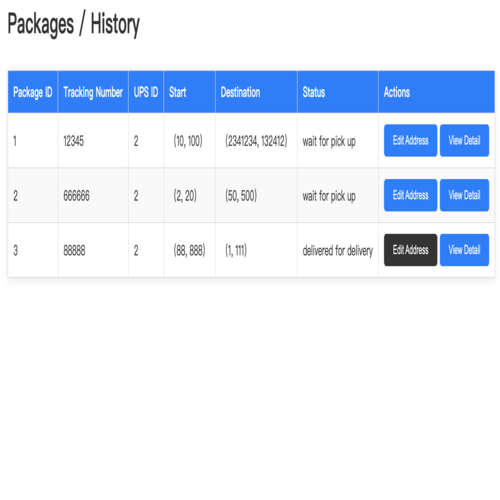 Packages / History
Package ID Tracking Number UPS ID Start Destination Status Actions
1 12345 2 (10, 100) (2341234, 132412) wait for pick up Edit Address View Detail
2 666666 2 (2, 20) (50, 500) wait for pick up Edit Address View Detail
3 88888 2 (88, 888) (1, 111) delivered for delivery Edit Address View Detail